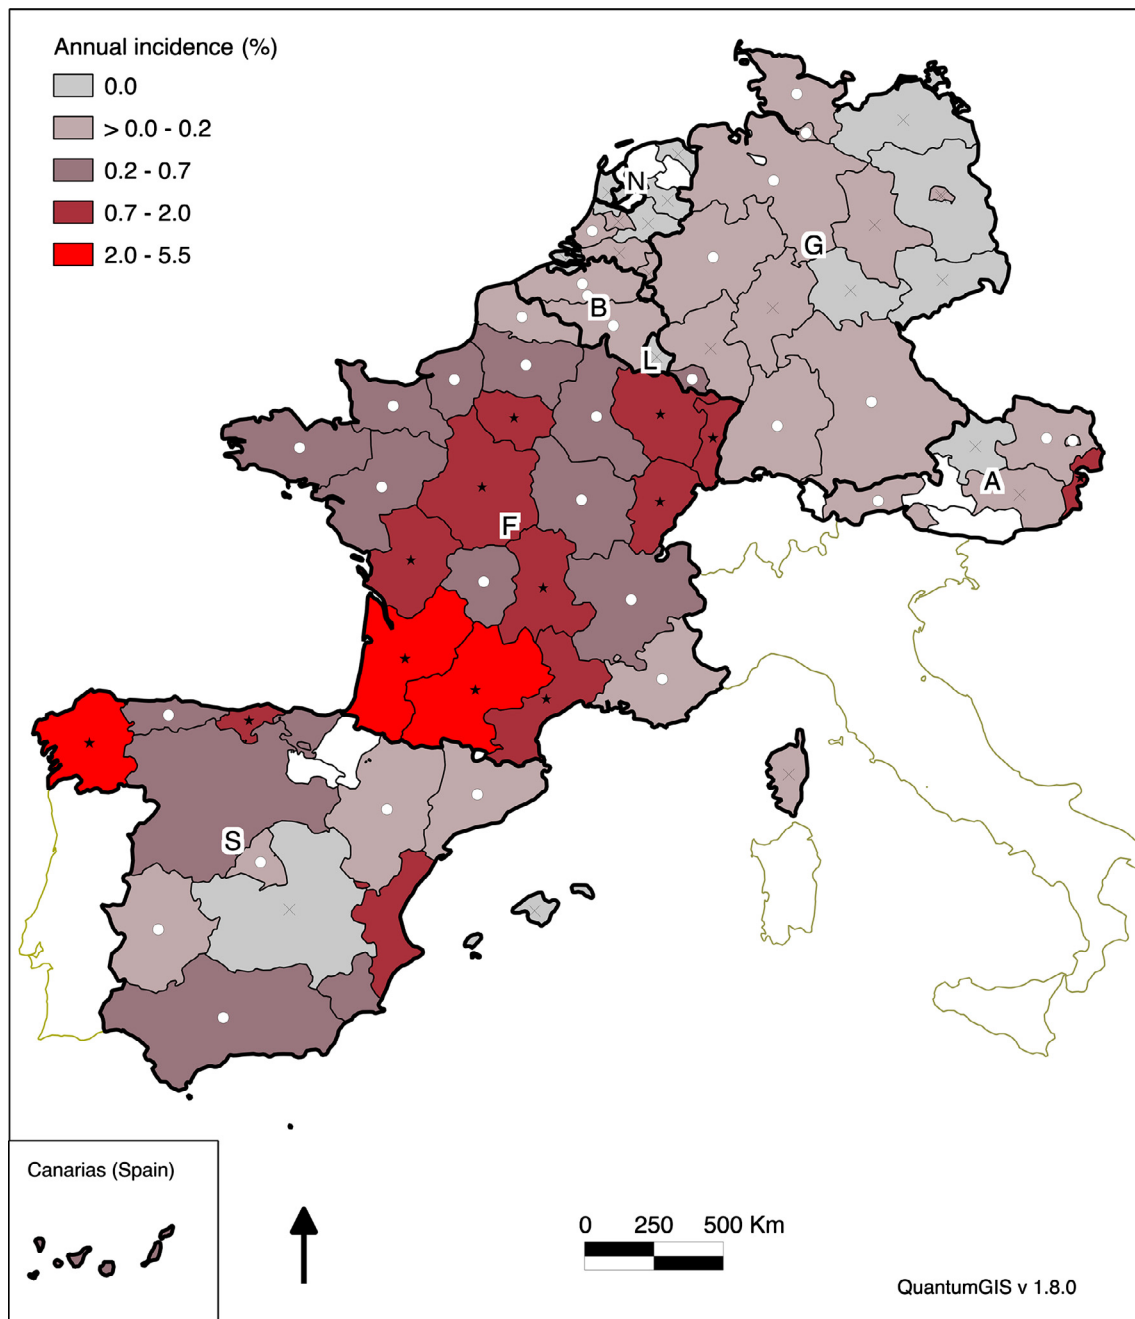 Annual incidence (%)
0.0
> 0.0 - 0.2
0.2 - 0.7
0.7 - 2.0
2.0 - 5.5
N
G
B
L
A
F
S
Canarias (Spain)
0 250 500 Km
QuantumGIS v 1.8.0